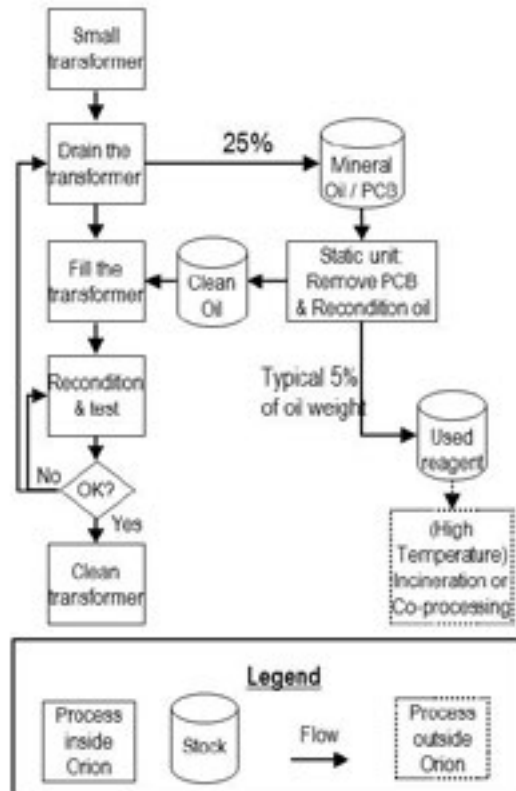 Small
transformer
Drain the
transformer
25%
Mineral
Oil / PCB
Fill the
transformer
Clean
Oil
Static unit:
Remove PCB
& Recondition oil
Recondition
& test
Typical 5%
of oil weight
Used
reagent
No
OK?
Yes
Clean
transformer
(High
Temperature)
Incineration or
Co-processing
Legend
Process
inside
Orion
Stock
Flow
Process
outside
Orion